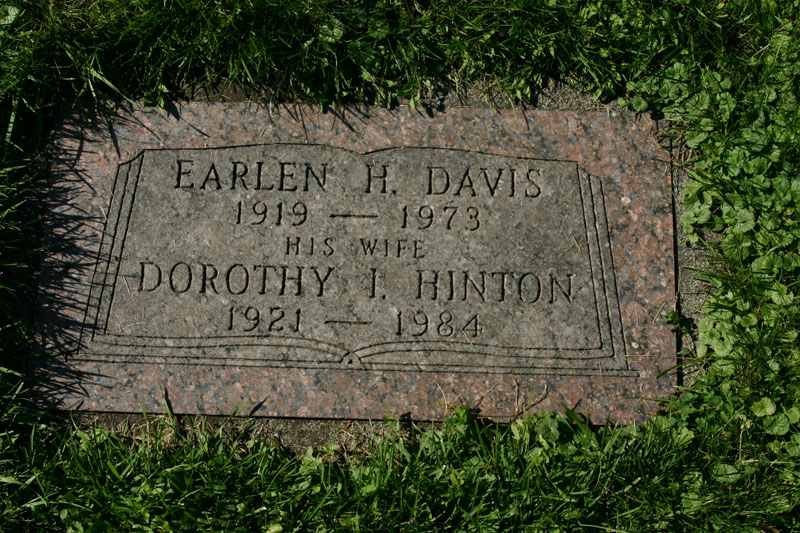 EARLEN H. DAVIS
1919 — 1973
HIS WIFE
DOROTHY I. HINTON
1921 — 1984